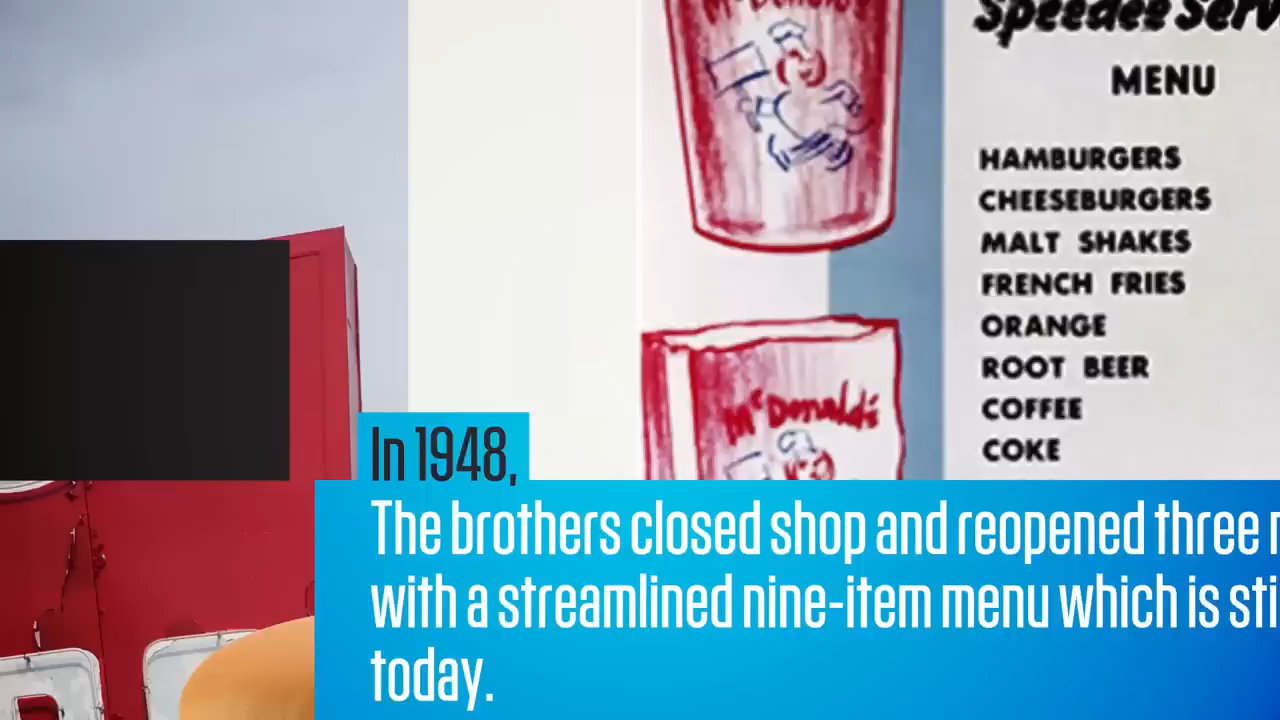 McDonald's
Speedee Serv
MENU
HAMBURGERS
CHEESEBURGERS
MALT SHAKES
FRENCH FRIES
ORANGE
ROOT BEER
COFFEE
COKE
McDonald's
In 1948,
The brothers closed shop and reopened three
with a streamlined nine-item menu which is sti
today.